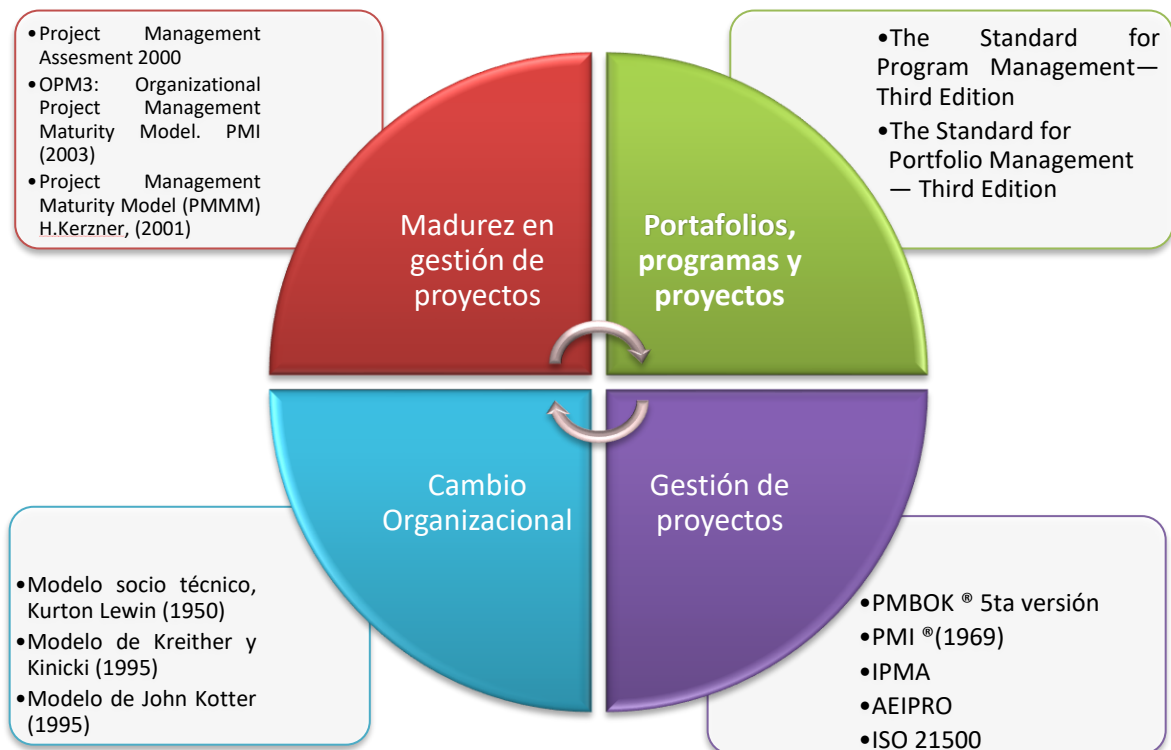 •Project Management
Assesment 2000
•OPM3: Organizational
Project Management
Maturity Model. PMI
(2003)
•Project Management
Maturity Model (PMMM)
H.Kerzner, (2001)
•The Standard for
Program Management—
Third Edition
•The Standard for
Portfolio Management
— Third Edition
Madurez en
gestión de
proyectos
Portafolios,
programas y
proyectos
Cambio
Organizacional
Gestión de
proyectos
•Modelo socio técnico,
Kurton Lewin (1950)
•Modelo de Kreither y
Kinicki (1995)
•Modelo de John Kotter
(1995)
•PMBOK ® 5ta versión
•PMI ®(1969)
•IPMA
•AEIPRO
•ISO 21500